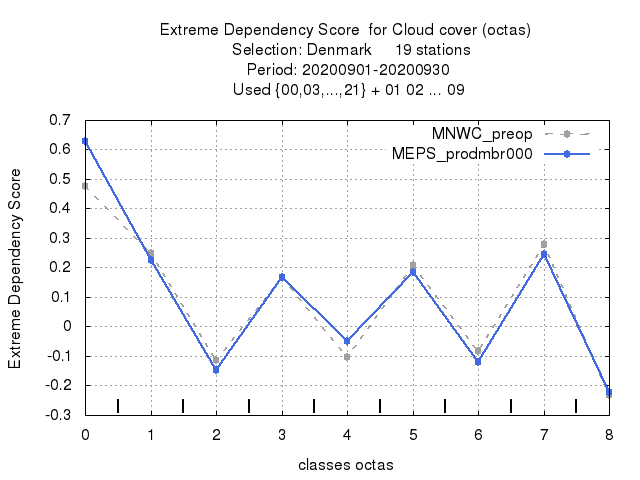 Extreme Dependency Score  for Cloud cover (octas)
Selection: Denmark     19 stations
Period: 20200901-20200930
Used {00,03,...,21} + 01 02 ... 09
MNWC_preop
MEPS_prodmbr000
Extreme Dependency Score
0.7
0.6
0.5
0.4
0.3
0.2
0.1
0
-0.1
-0.2
-0.3
0 1 2 3 4 5 6 7 8
classes octas